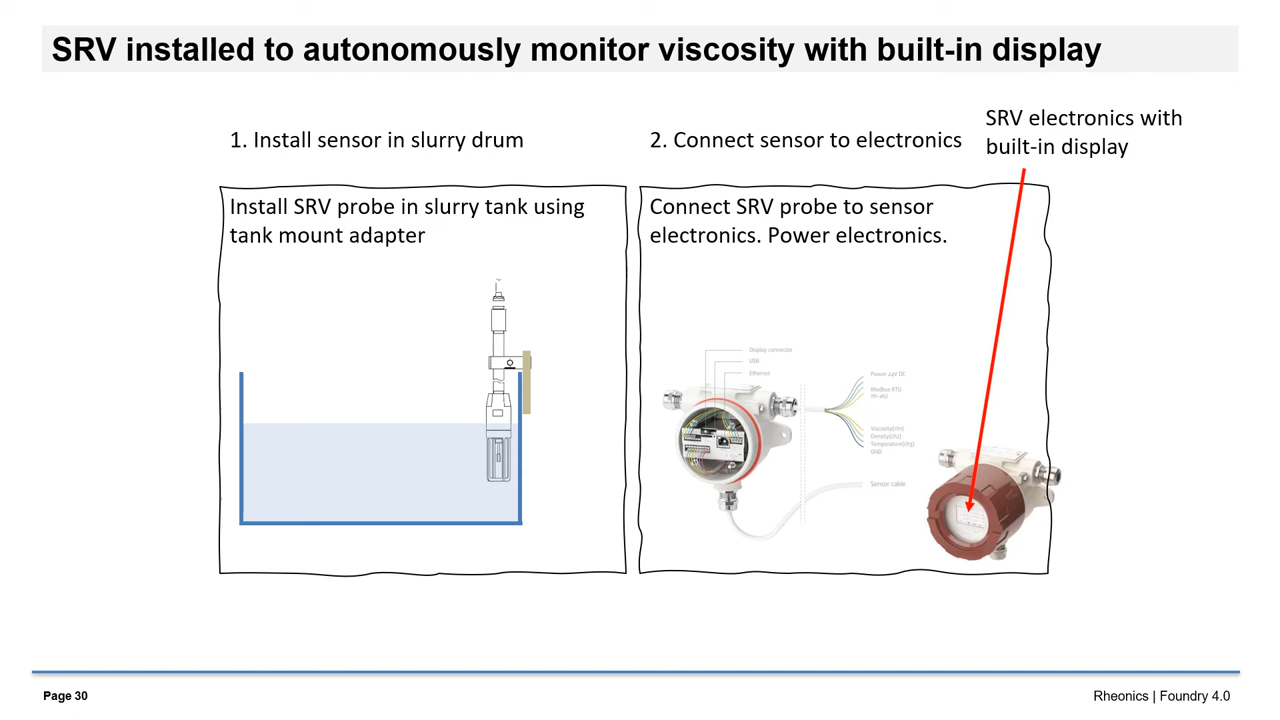 SRV installed to autonomously monitor viscosity with built-in display
1. Install sensor in slurry drum
2. Connect sensor to electronics
SRV electronics with
built-in display
Install SRV probe in slurry tank using
tank mount adapter
Connect SRV probe to sensor
electronics. Power electronics.
Display connector
USB
Ethernet
Power 24V DC
Modbus RTU
Viscosity(ch1)
Density(ch2)
Temperature(ch3)
GND
Sensor cable
Page 30
Rheonics | Foundry 4.0